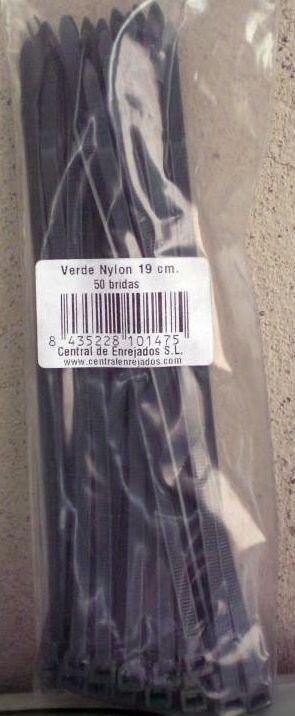 Verde Nylon 19 cm.
50 bridas
8 435228 101475
Central de Enrejados S.L.
www.centralenrejados.com